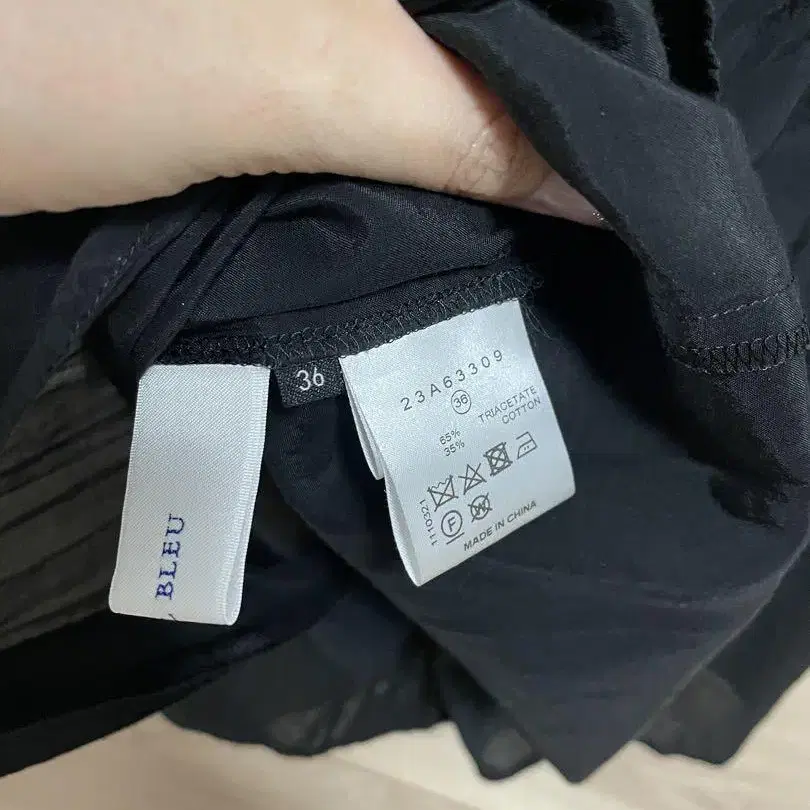 BLEU
36
23A63309
36
65% TRIACETATE
35% COTTON
1110321
F
W
MADE IN CHINA